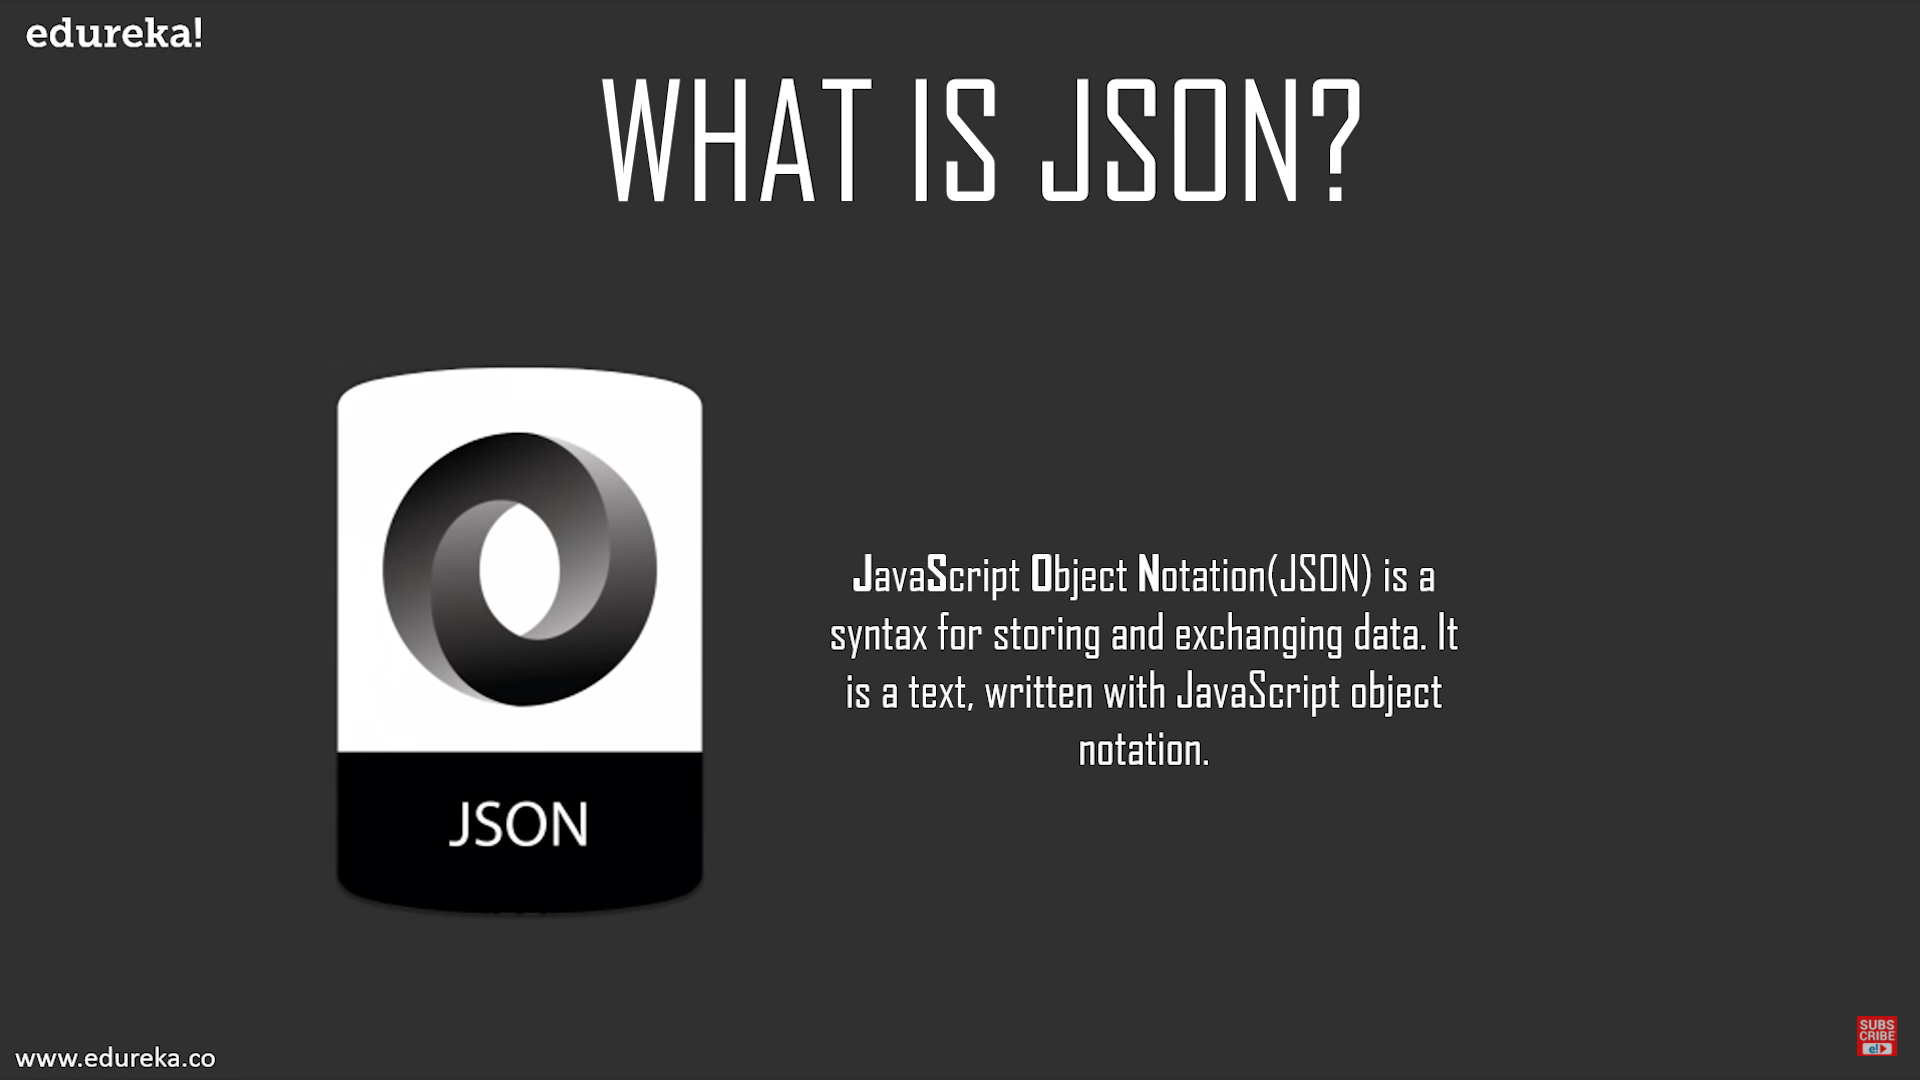 edureka!
WHAT IS JSON?
JavaScript Object Notation(JSON) is a
syntax for storing and exchanging data. It
is a text, written with JavaScript object
notation.
JSON
www.edureka.co
SUBS
CRIBE
e!